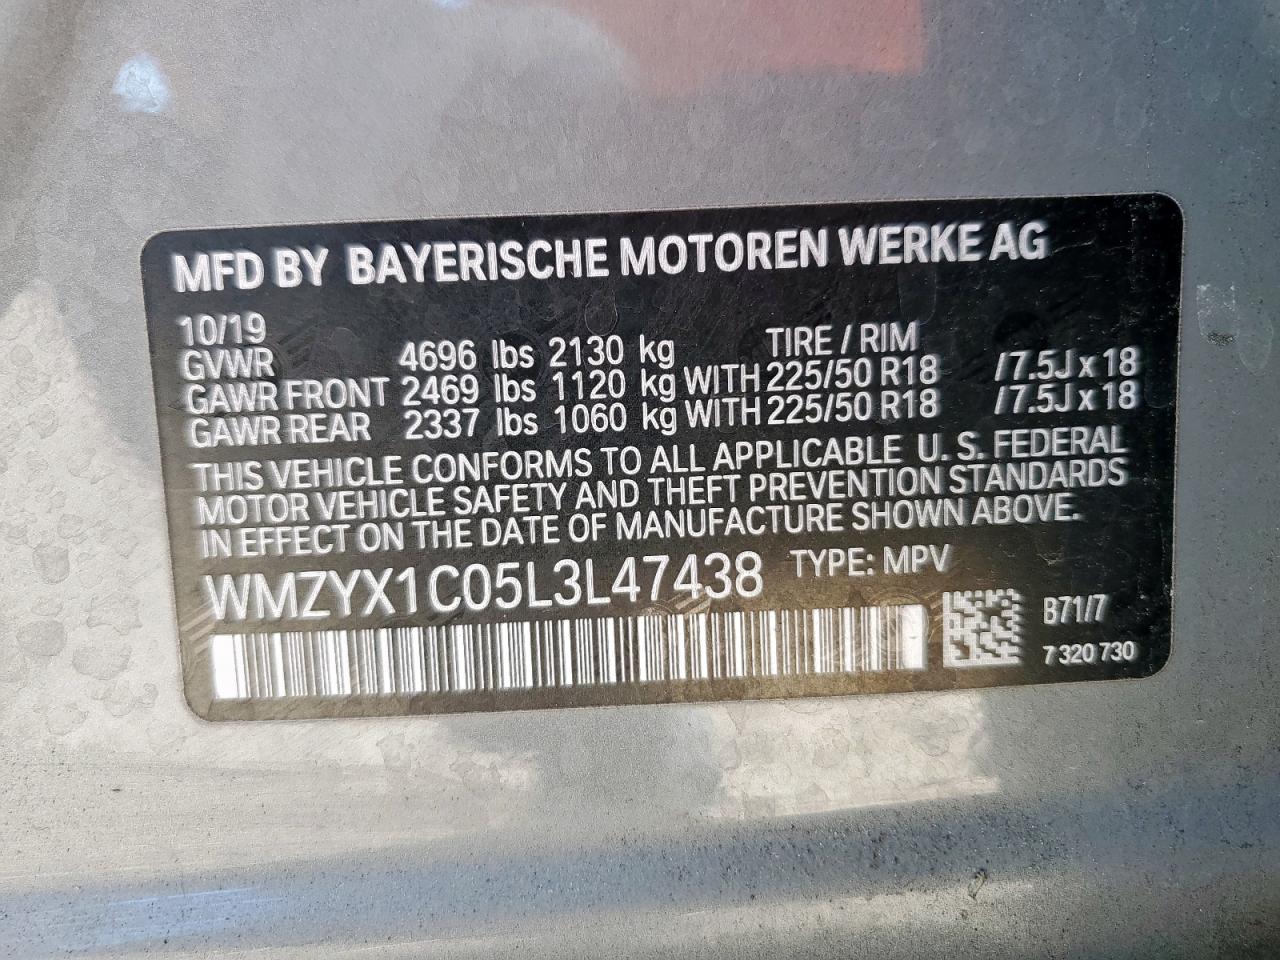 MFD BY BAYERISCHE MOTOREN WERKE AG
10/19 TIRE / RIM
GVWR 4696 lbs 2130 kg
GAWR FRONT 2469 lbs 1120 kg WITH 225/50 R18 /7.5J x 18
GAWR REAR 2337 lbs 1060 kg WITH 225/50 R18 /7.5J x 18
THIS VEHICLE CONFORMS TO ALL APPLICABLE U. S. FEDERAL
MOTOR VEHICLE SAFETY AND THEFT PREVENTION STANDARDS
IN EFFECT ON THE DATE OF MANUFACTURE SHOWN ABOVE.
WMZYX1C05L3L47438 TYPE: MPV
B71/7
7 320 730